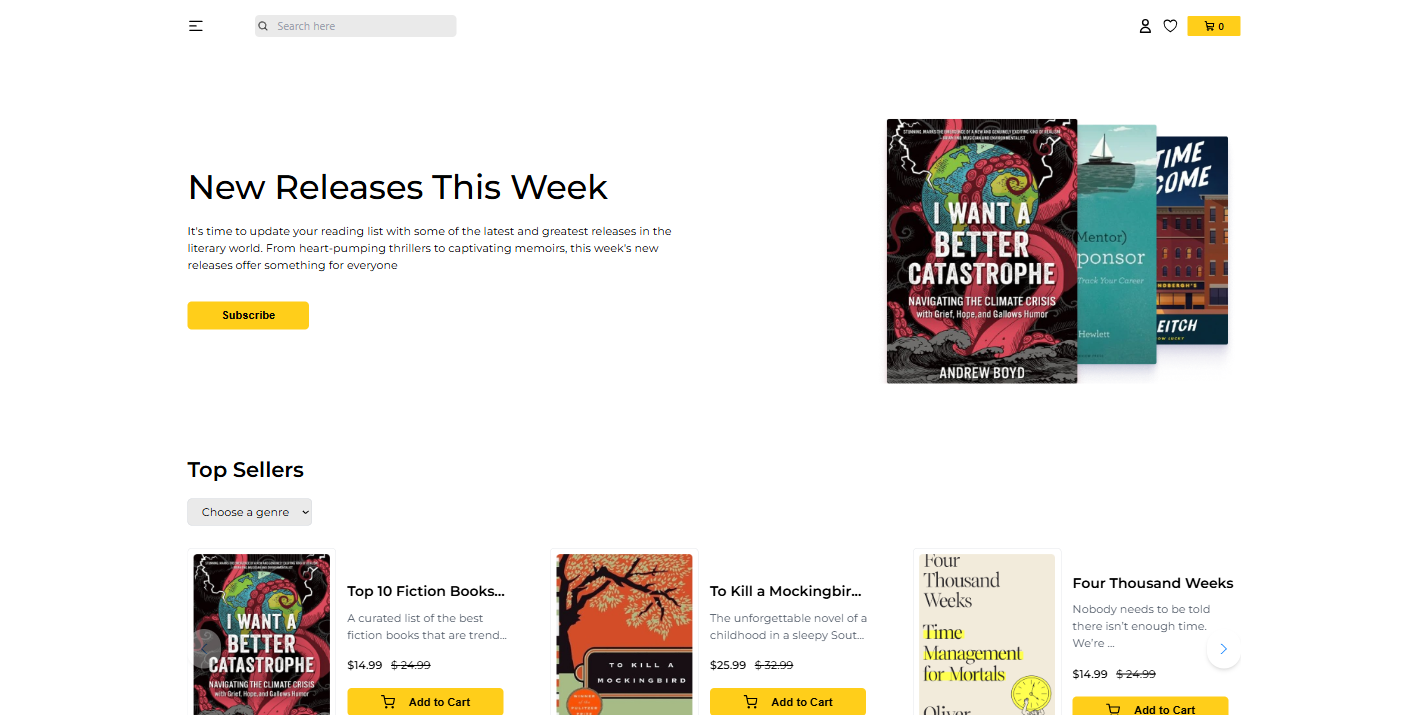 Search here
0
New Releases This Week
It's time to update your reading list with some of the latest and greatest releases in the
literary world. From heart-pumping thrillers to captivating memoirs, this week's new
releases offer something for everyone
Subscribe
I WANT A
BETTER
CATASTROPHE
NAVIGATING THE CLIMATE CRISIS
with Grief, Hope, and Gallows Humor
ANDREW BOYD
Mentor)
ponsor
Track Your Career
Hewlett
TIME
COME
NDBERGH'S
EITCH
Top Sellers
Choose a genre
I WANT A
BETTER
CATASTROPHE
NAVIGATING THE CLIMATE CRISIS
with Grief, Hope, and Gallows Humor
Top 10 Fiction Books...
A curated list of the best
fiction books that are trend...
$14.99 $ 24.99
Add to Cart
TO KILL A
MOCKINGBIRD
WINNER
OF THE
PULITZER
PRIZE
To Kill a Mockingbir...
The unforgettable novel of a
childhood in a sleepy Sout...
$25.99 $ 32.99
Add to Cart
Four
Thousand
Weeks
Time
Management
for Mortals
Oliver
Four Thousand Weeks
Nobody needs to be told
there isn’t enough time.
We’re ...
$14.99 $ 24.99
Add to Cart